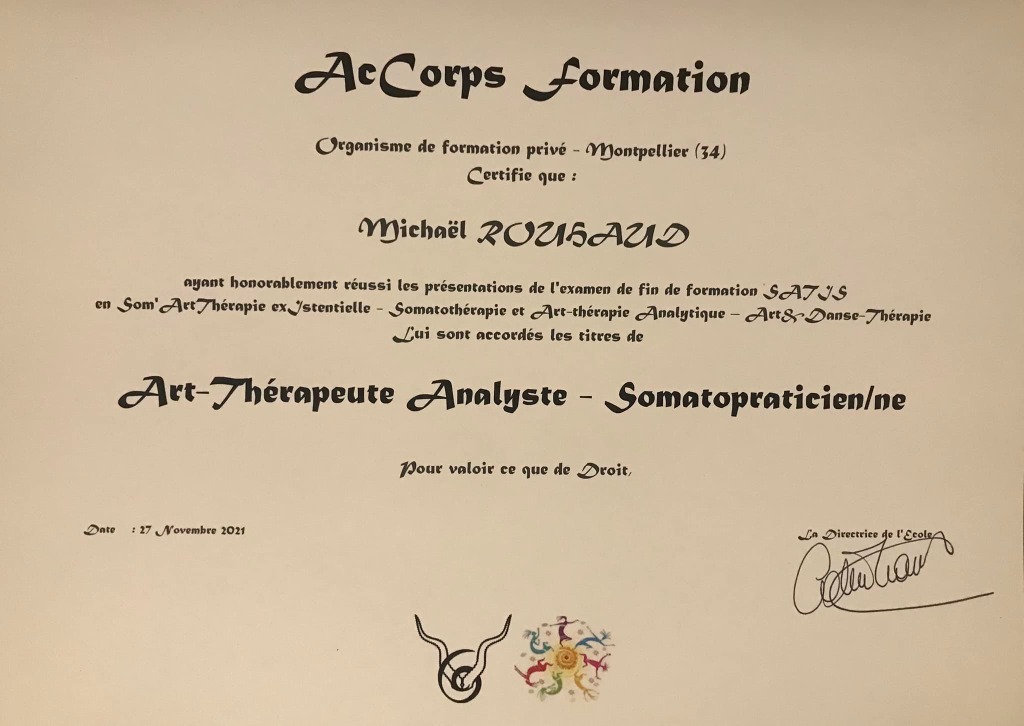 AcCorps Formation
Organisme de formation privé - Montpellier (34)
Certifie que :
Michaël ROUHAUD
ayant honorablement réussi les présentations de l'examen de fin de formation SATIS
en Som'ArtThérapie exIstentielle - Somatothérapie et Art-thérapie Analytique – Art&Danse-Thérapie
Lui sont accordés les titres de
Art-Thérapeute Analyste - Somatopraticien/ne
Pour valoir ce que de Droit,
Date : 27 Novembre 2021
La Directrice de l'Ecole